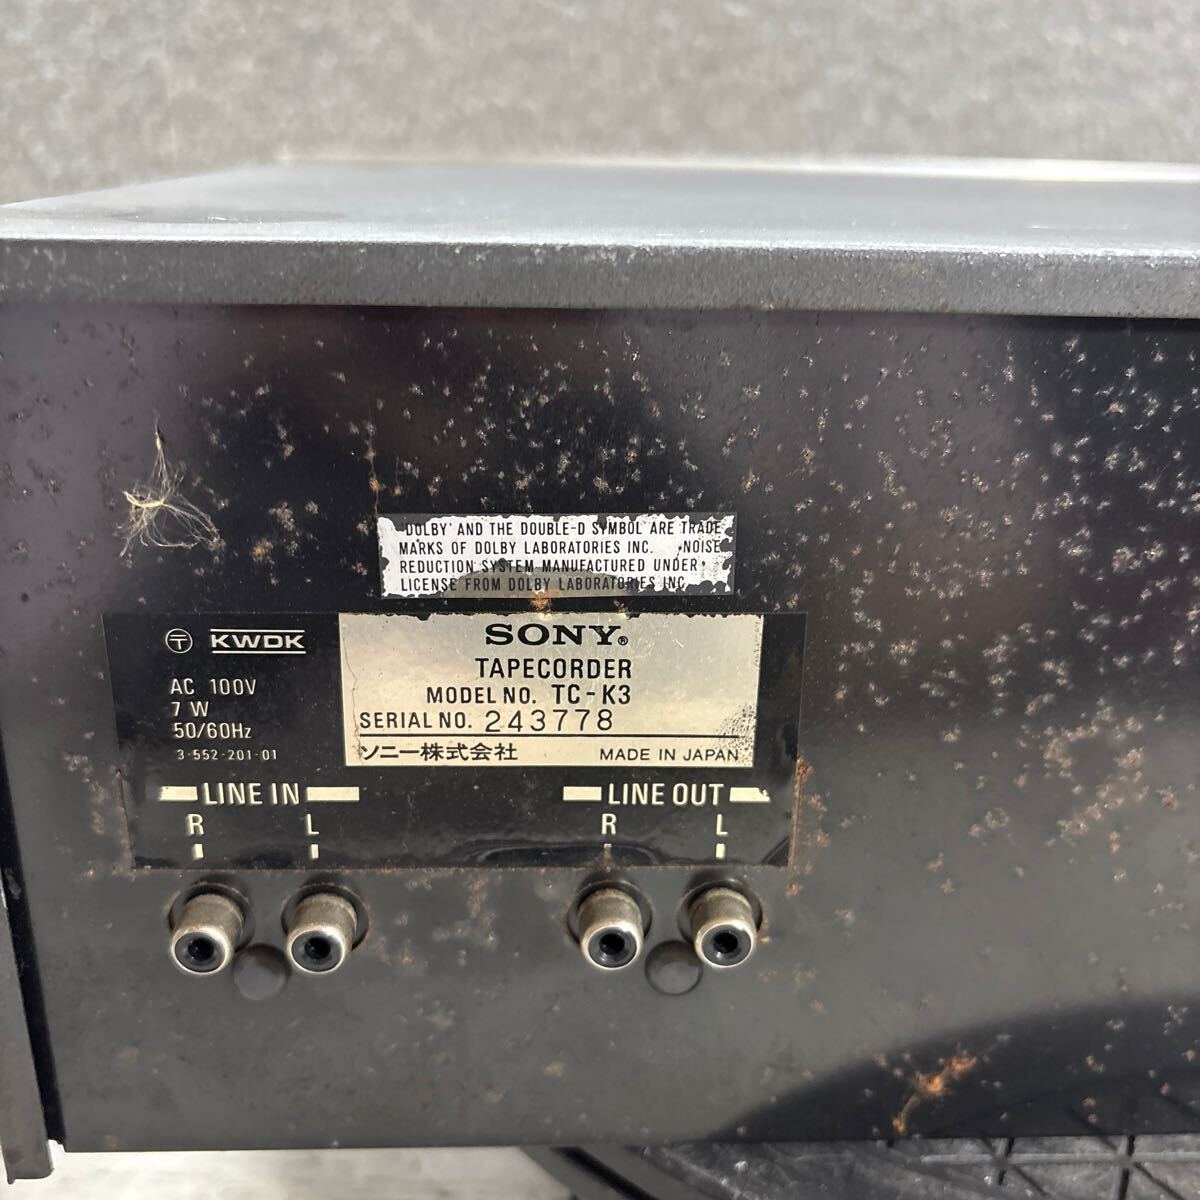 'DOLBY' AND THE DOUBLE-D SYMBOL ARE TRADE
MARKS OF DOLBY LABORATORIES INC. NOISE
REDUCTION SYSTEM MANUFACTURED UNDER
LICENSE FROM DOLBY LABORATORIES INC.
〒 KWDK
AC 100V
7 W
50/60Hz
3-552-201-01
SONY®
TAPECORDER
MODEL NO. TC-K3
SERIAL NO. 243778
ソニー株式会社 MADE IN JAPAN
LINE IN
R L
LINE OUT
R L